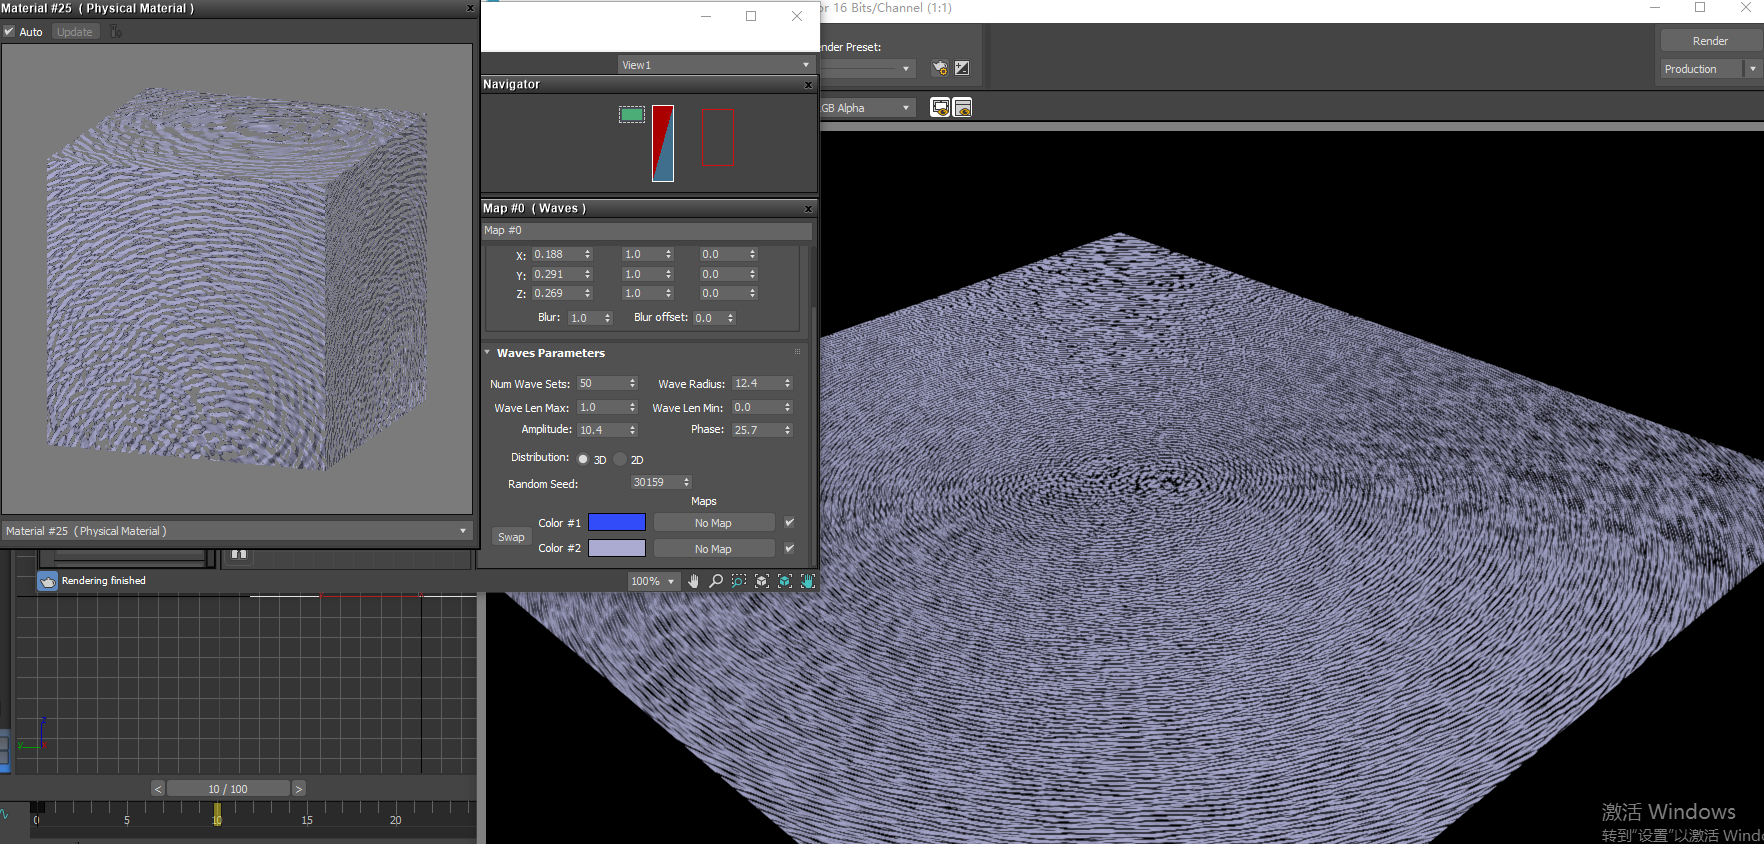 Material #25 ( Physical Material )
Auto
Update
Material #25 ( Physical Material )
Rendering finished
View1
Navigator
Map #0 ( Waves )
Map #0
X: 0.188 1.0 0.0
Y: 0.291 1.0 0.0
Z: 0.269 1.0 0.0
Blur: 1.0 Blur offset: 0.0
Waves Parameters
Num Wave Sets: 50 Wave Radius: 12.4
Wave Len Max: 1.0 Wave Len Min: 0.0
Amplitude: 10.4 Phase: 25.7
Distribution: 3D 2D
Random Seed: 30159
Maps
Color #1 No Map
Swap
Color #2 No Map
100%
or 16 Bits/Channel (1:1)
nder Preset:
Render
Production
GB Alpha
z
y
< 10 / 100 >
0 5 10 15 20
激活 Windows
转到"设置"以激活 Windo